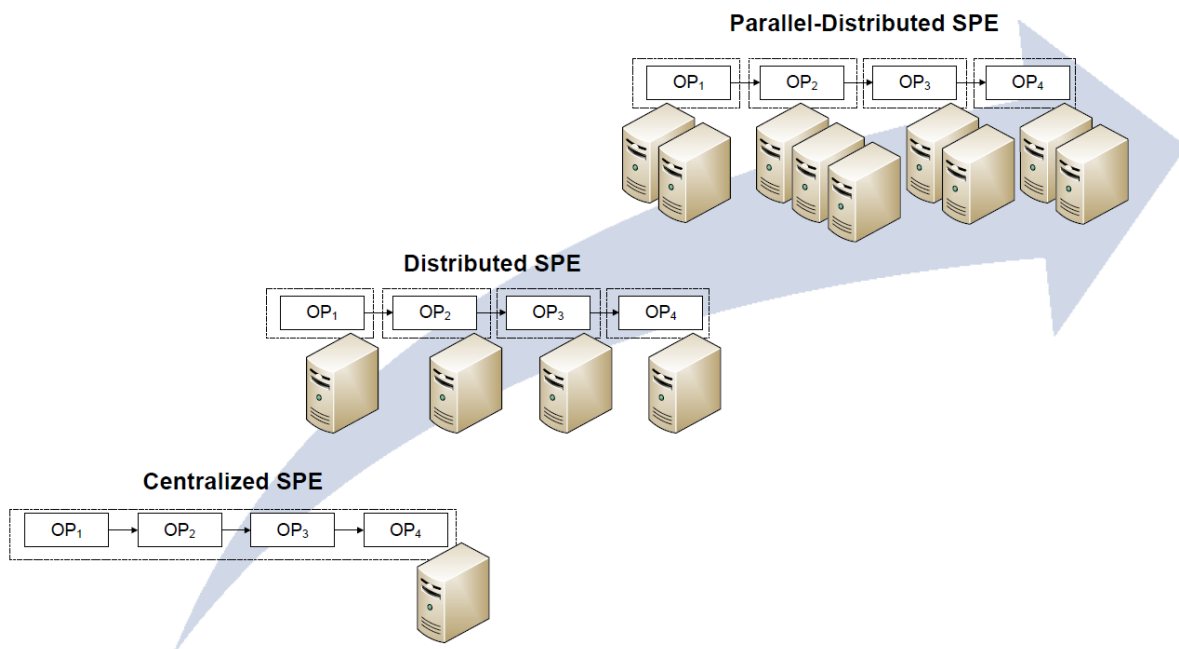 Parallel-Distributed SPE
OP₁ OP₂ OP₃ OP₄
Distributed SPE
OP₁ OP₂ OP₃ OP₄
Centralized SPE
OP₁ OP₂ OP₃ OP₄